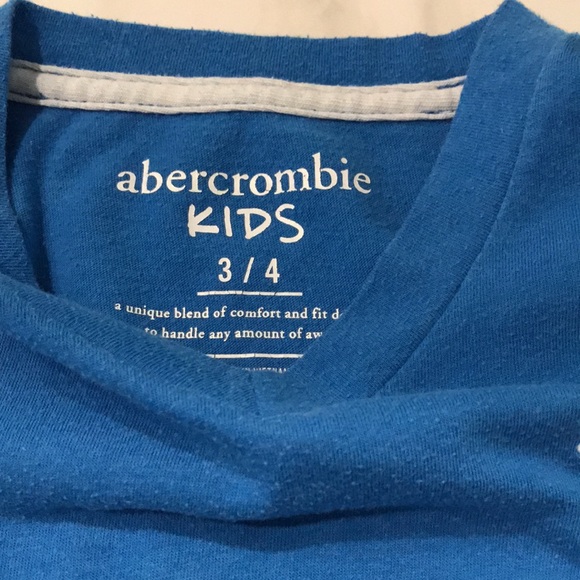 abercrombie
KIDS
3 / 4
a unique blend of comfort and fit
to handle any amount of